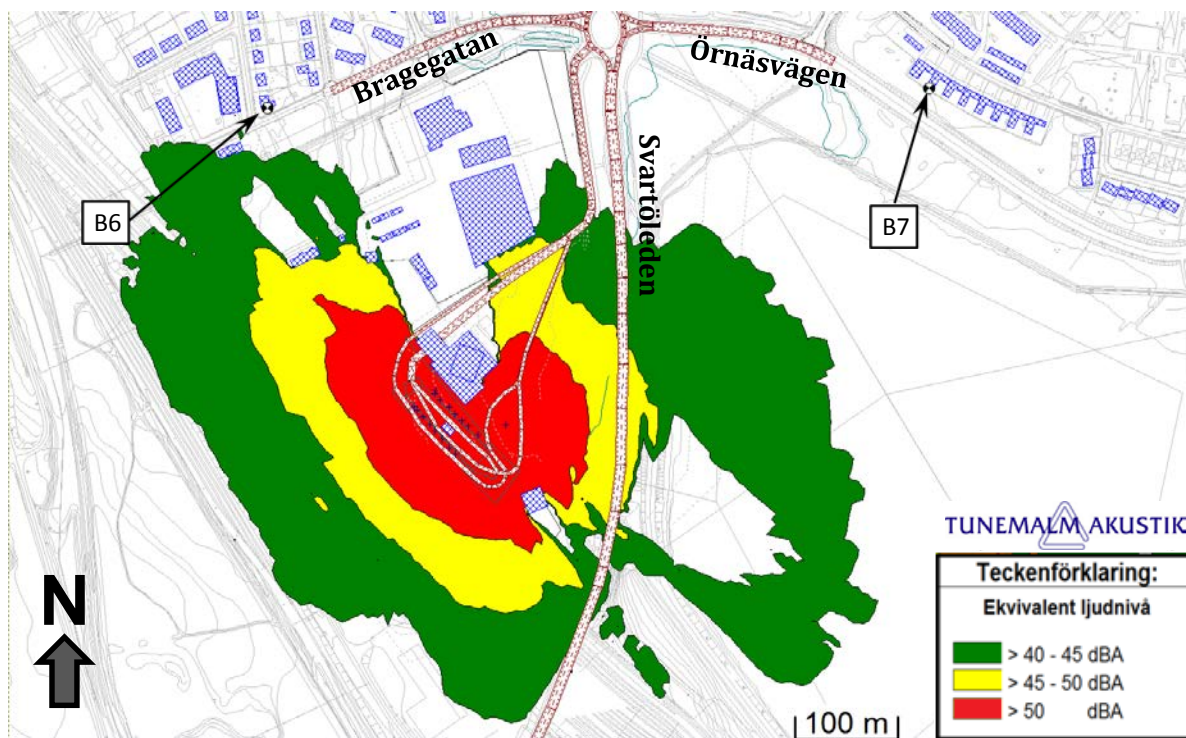 Bragegatan
Örnäsvägen
Svartöleden
B6
B7
N
TUNEMALM AKUSTIK
Teckenförklaring:
Ekvivalent ljudnivå
> 40 - 45 dBA
> 45 - 50 dBA
> 50 dBA
100 m